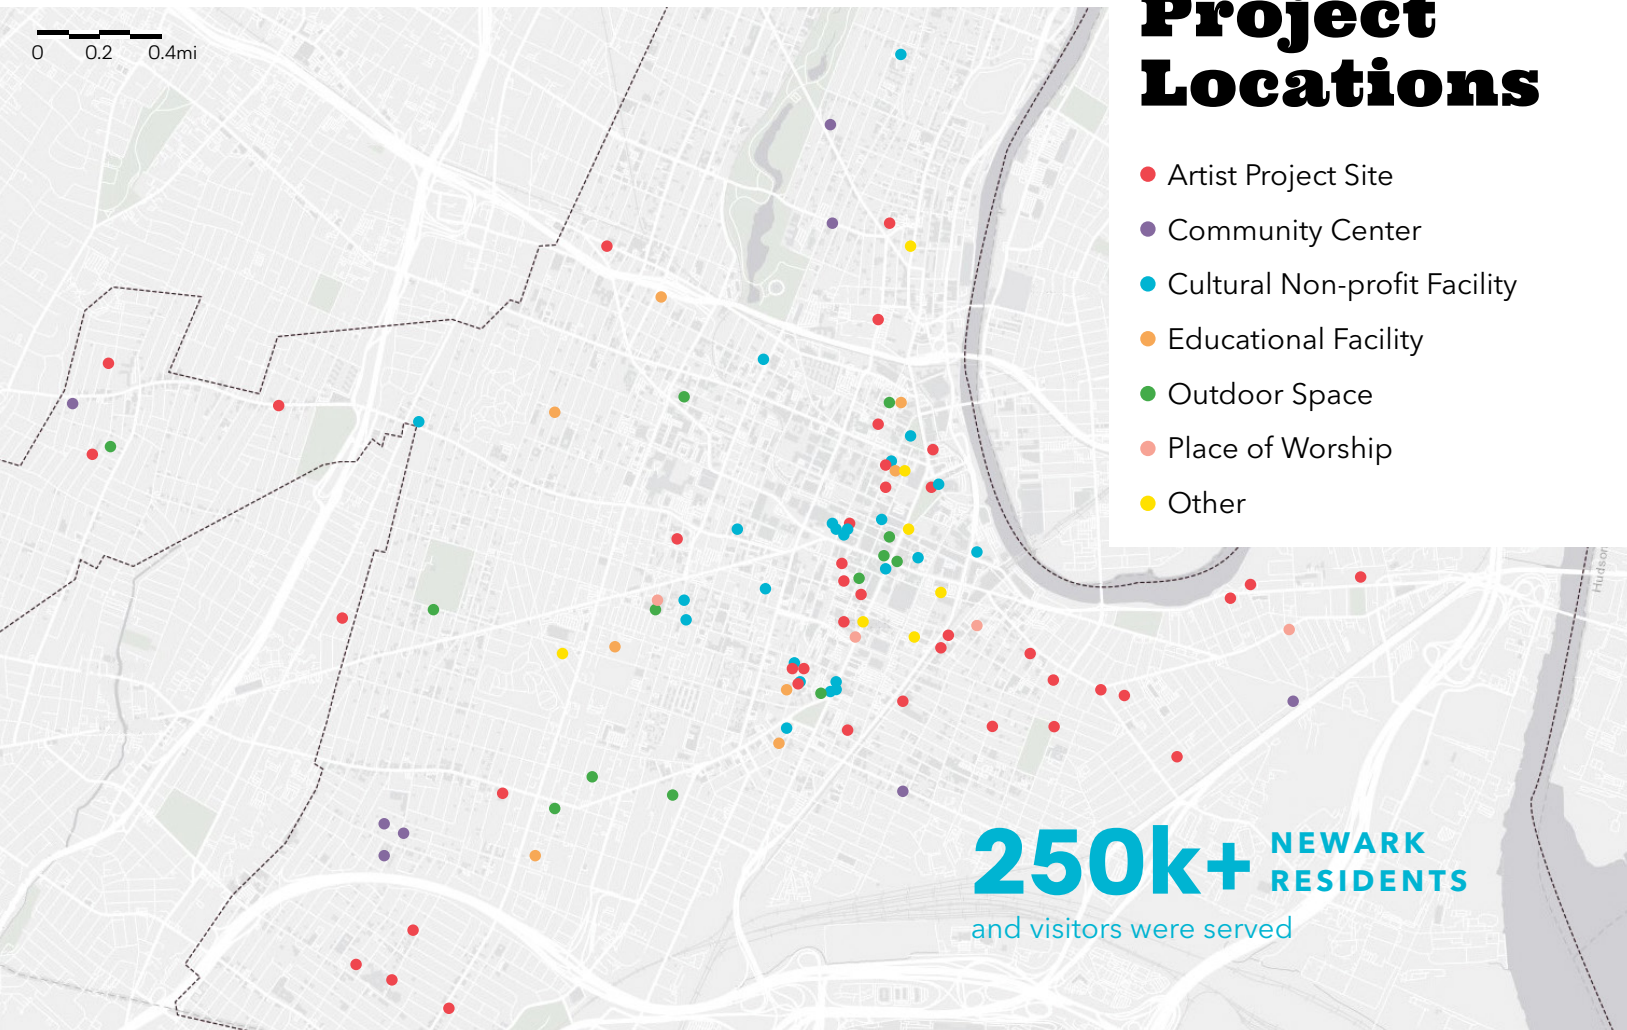 Project
Locations
0 0.2 0.4mi
Artist Project Site
Community Center
Cultural Non-profit Facility
Educational Facility
Outdoor Space
Place of Worship
Other
Hudson
250k+ NEWARK
RESIDENTS
and visitors were served